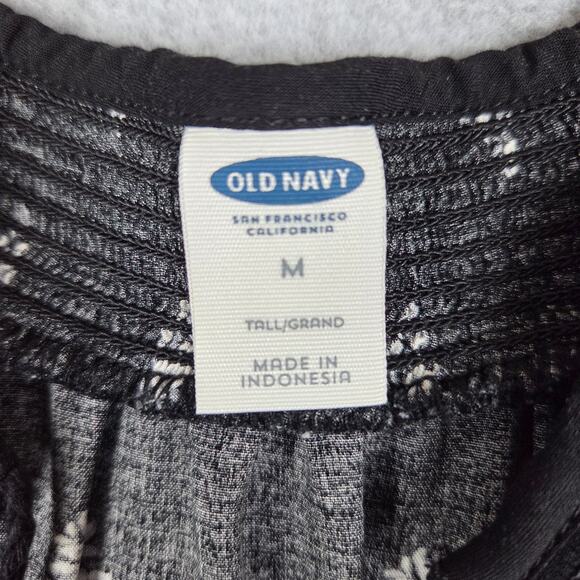 OLD NAVY
SAN FRANCISCO
CALIFORNIA
M
TALL/GRAND
MADE IN
INDONESIA